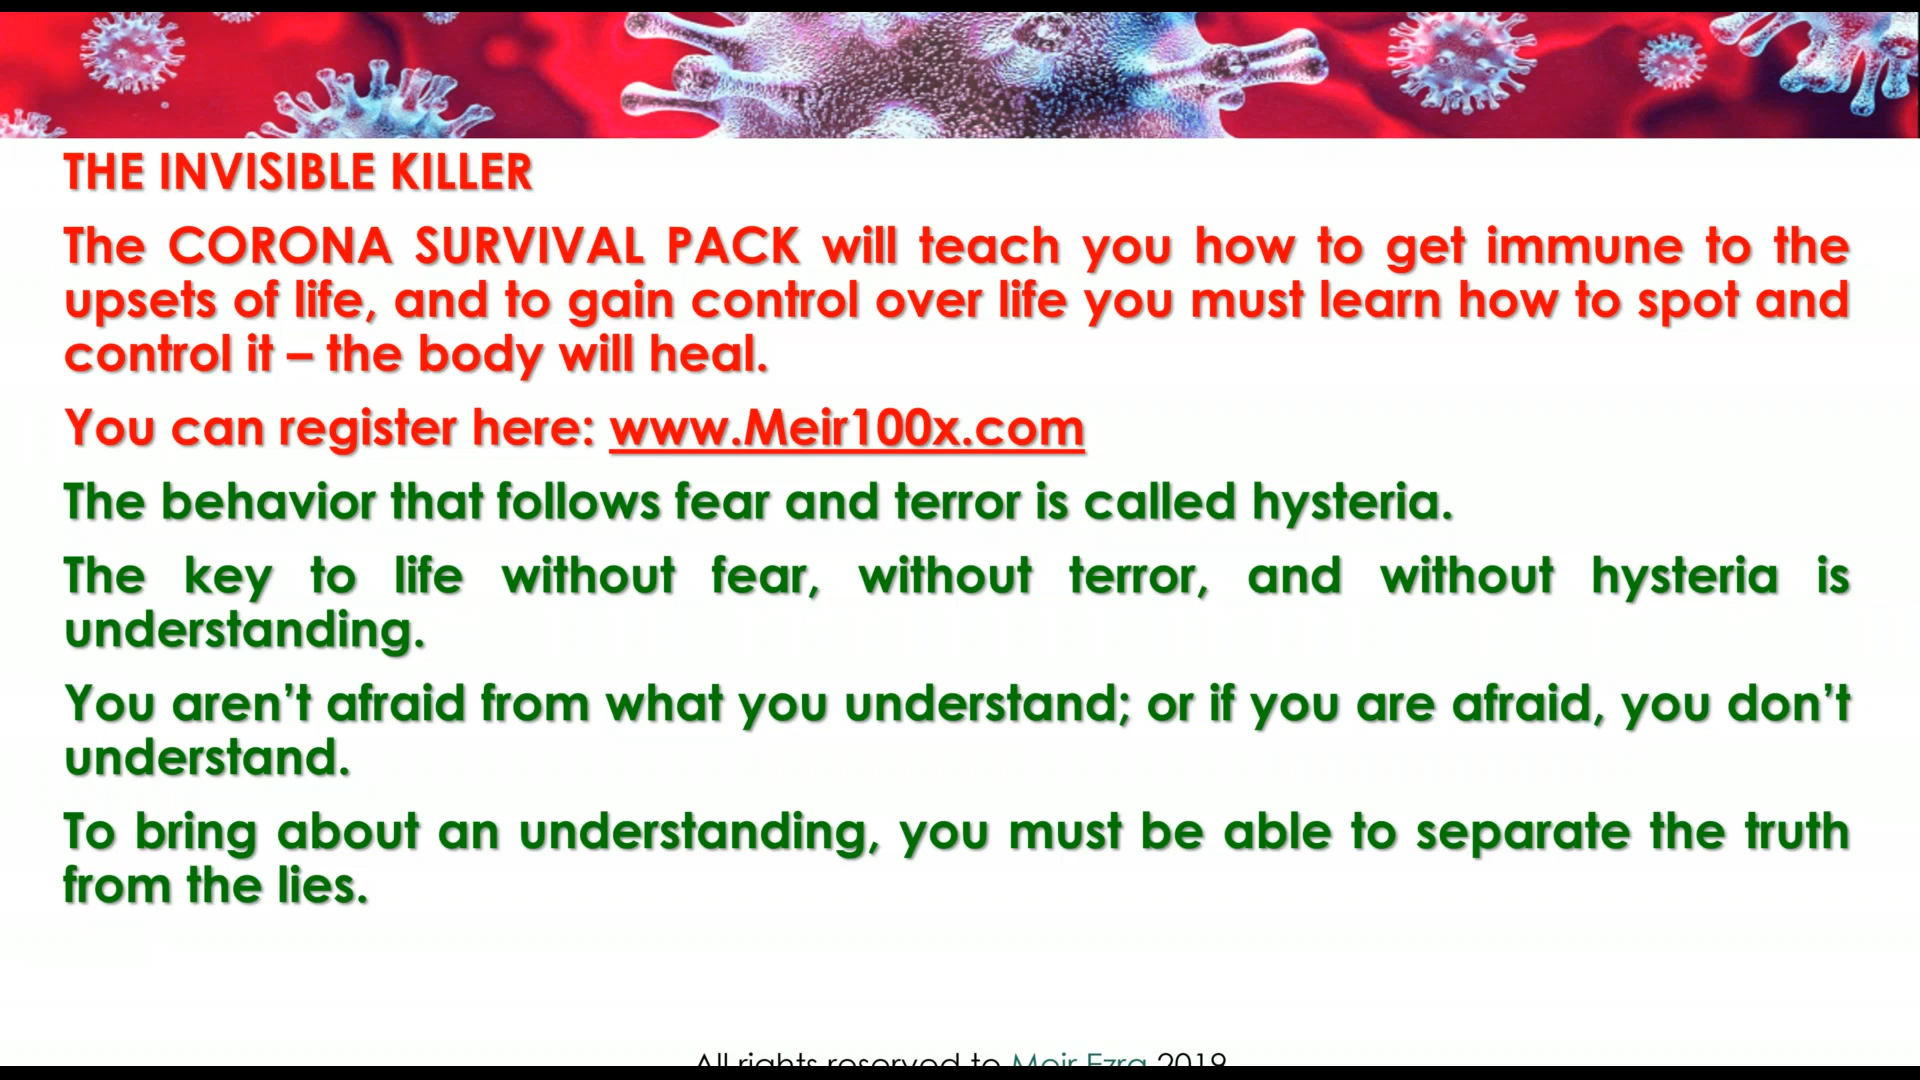 THE INVISIBLE KILLER
The CORONA SURVIVAL PACK will teach you how to get immune to the
upsets of life, and to gain control over life you must learn how to spot and
control it – the body will heal.
You can register here: www.Meir100x.com
The behavior that follows fear and terror is called hysteria.
The key to life without fear, without terror, and without hysteria is
understanding.
You aren’t afraid from what you understand; or if you are afraid, you don’t
understand.
To bring about an understanding, you must be able to separate the truth
from the lies.
All rights reserved to Meir Ezra 2019